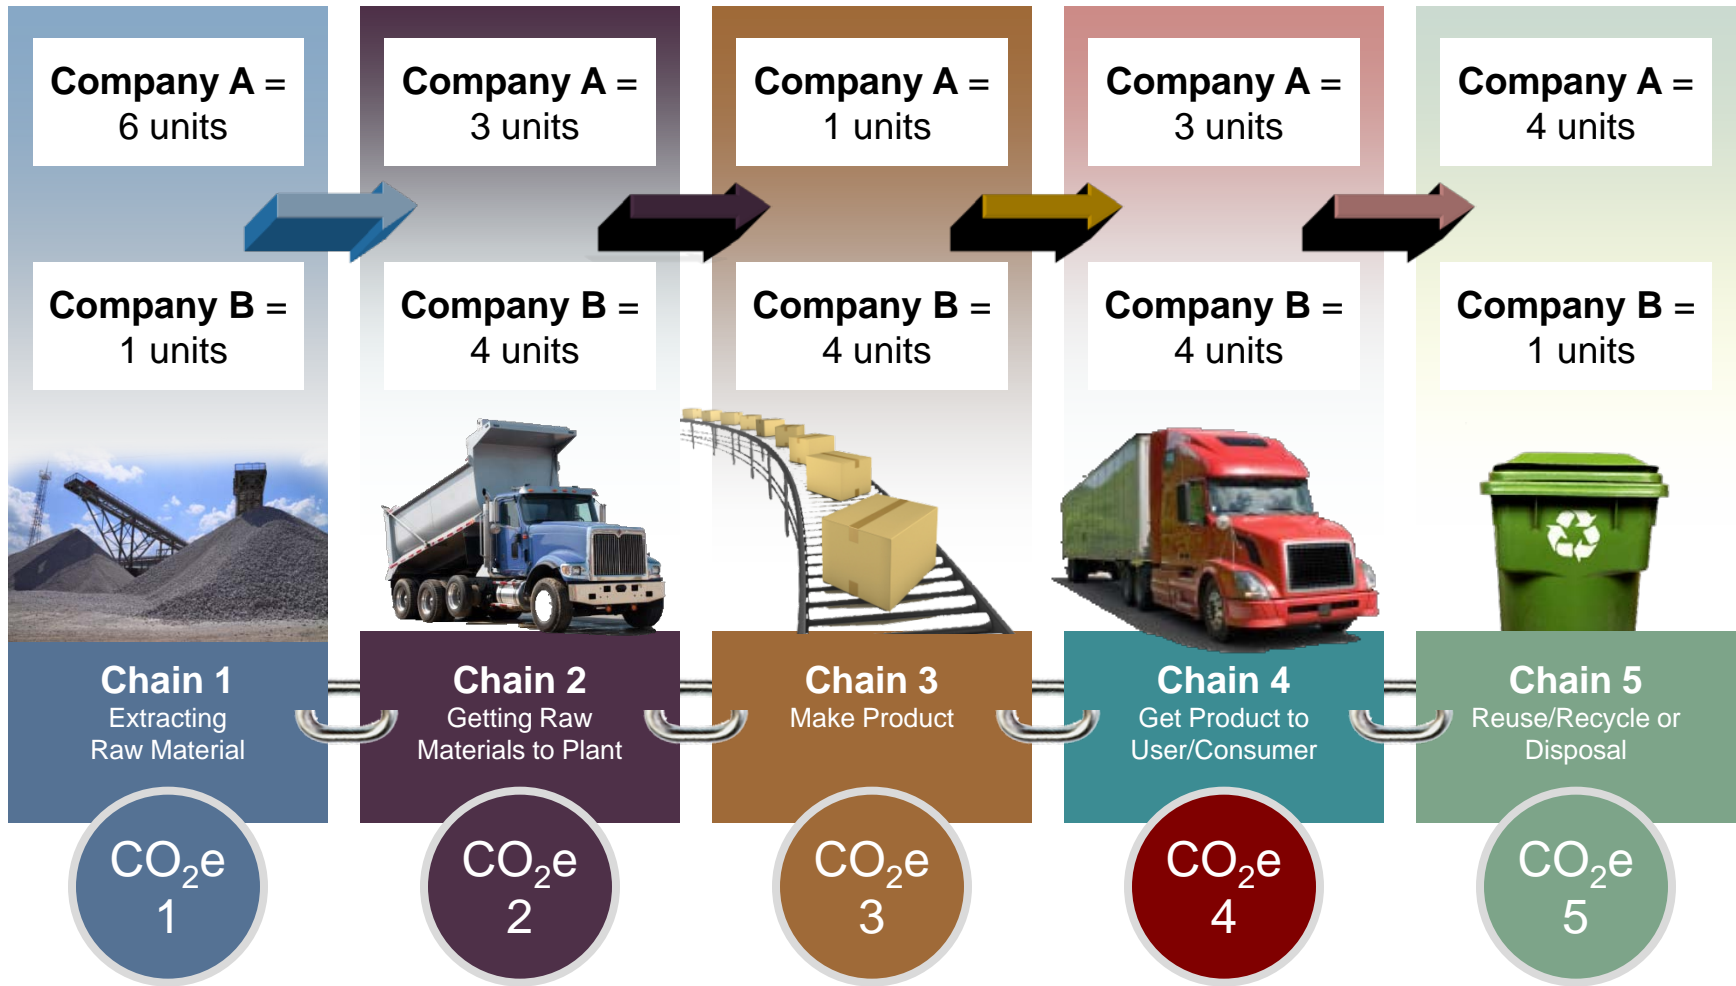 Company A =
6 units
Company B =
1 units
Chain 1
Extracting
Raw Material
CO₂e
1
Company A =
3 units
Company B =
4 units
Chain 2
Getting Raw
Materials to Plant
CO₂e
2
Company A =
1 units
Company B =
4 units
Chain 3
Make Product
CO₂e
3
Company A =
3 units
Company B =
4 units
Chain 4
Get Product to
User/Consumer
CO₂e
4
Company A =
4 units
Company B =
1 units
Chain 5
Reuse/Recycle or
Disposal
CO₂e
5